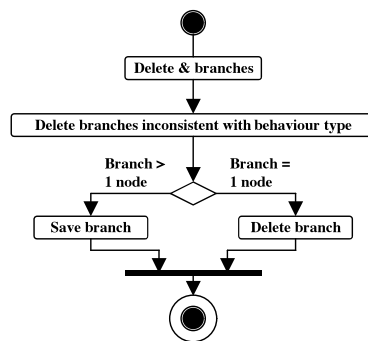 Delete & branches
Delete branches inconsistent with behaviour type
Branch >
1 node
Branch =
1 node
Save branch
Delete branch